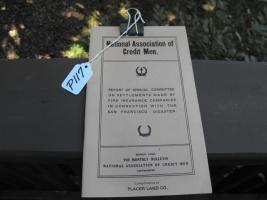 National Association of
Credit Men.
P117.
REPORT OF SPECIAL COMMITTEE
ON SETTLEMENTS MADE BY
FIRE INSURANCE COMPANIES
IN CONNECTION WITH THE
SAN FRANCISCO DISASTER.
THE MONTHLY BULLETIN
NATIONAL ASSOCIATION OF CREDIT MEN
Compliments of
PLACER LAND CO.